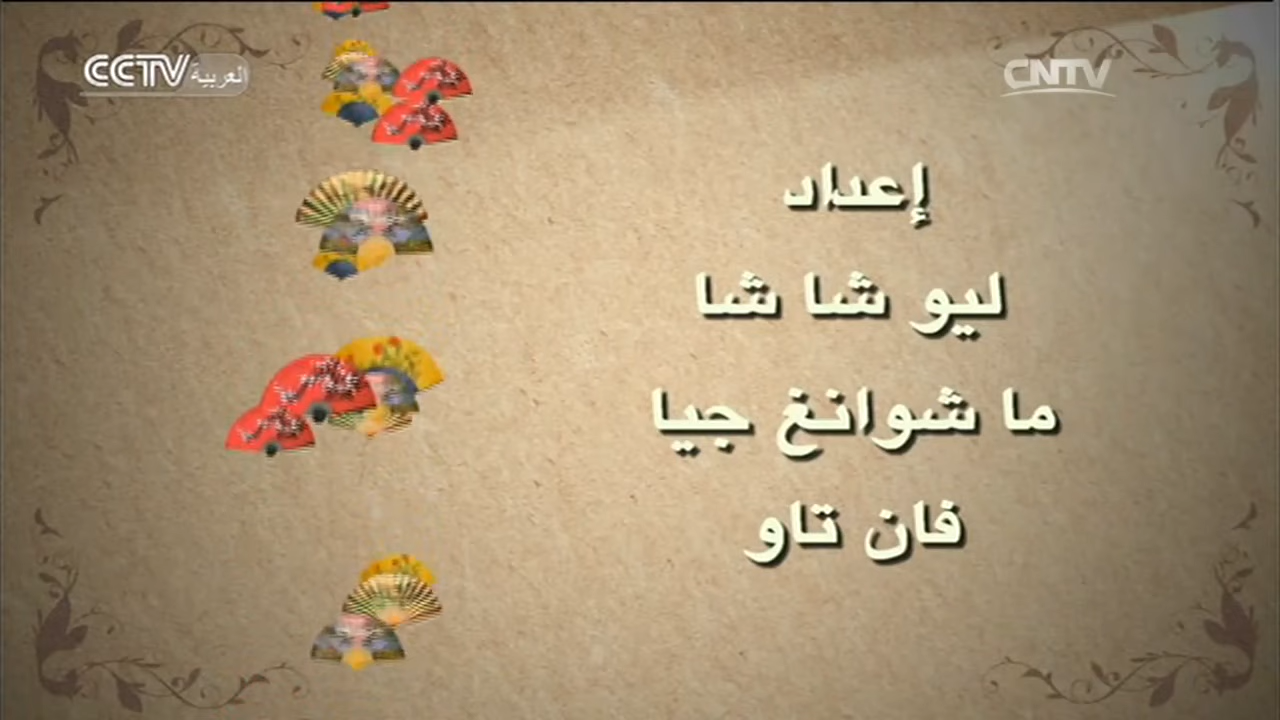 CCTV العربية
CNTV
إعداد
ليو شا شا
ما شوانغ جيا
فان تاو